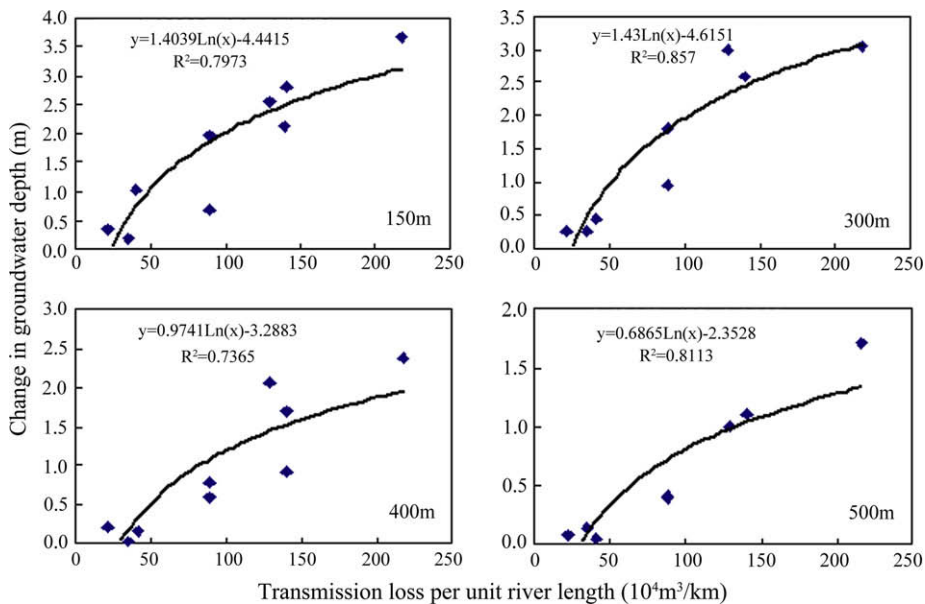 Change in groundwater depth (m)
4.0
3.5
3.0
2.5
2.0
1.5
1.0
0.5
0.0
y=1.4039Ln(x)-4.4415
R²=0.7973
150m
0 50 100 150 200 250
3.5
3.0
2.5
2.0
1.5
1.0
0.5
0.0
y=1.43Ln(x)-4.6151
R²=0.857
300m
0 50 100 150 200 250
3.0
2.5
2.0
1.5
1.0
0.5
0.0
y=0.9741Ln(x)-3.2883
R²=0.7365
400m
0 50 100 150 200 250
2.0
1.5
1.0
0.5
0.0
y=0.6865Ln(x)-2.3528
R²=0.8113
500m
0 50 100 150 200 250
Transmission loss per unit river length (10⁴m³/km)